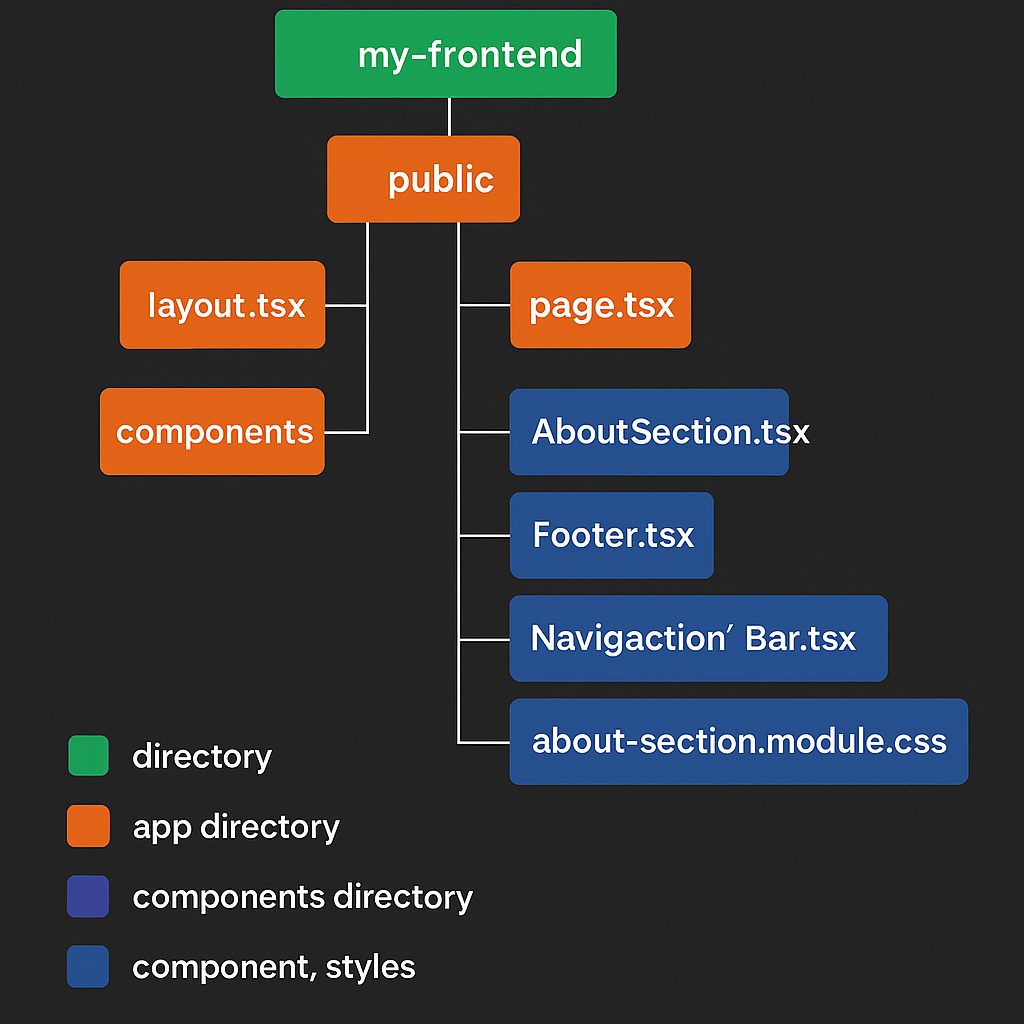 my-frontend
public
layout.tsx
page.tsx
components
AboutSection.tsx
Footer.tsx
Navigaction′ Bar.tsx
about-section.module.css
directory
app directory
components directory
component, styles